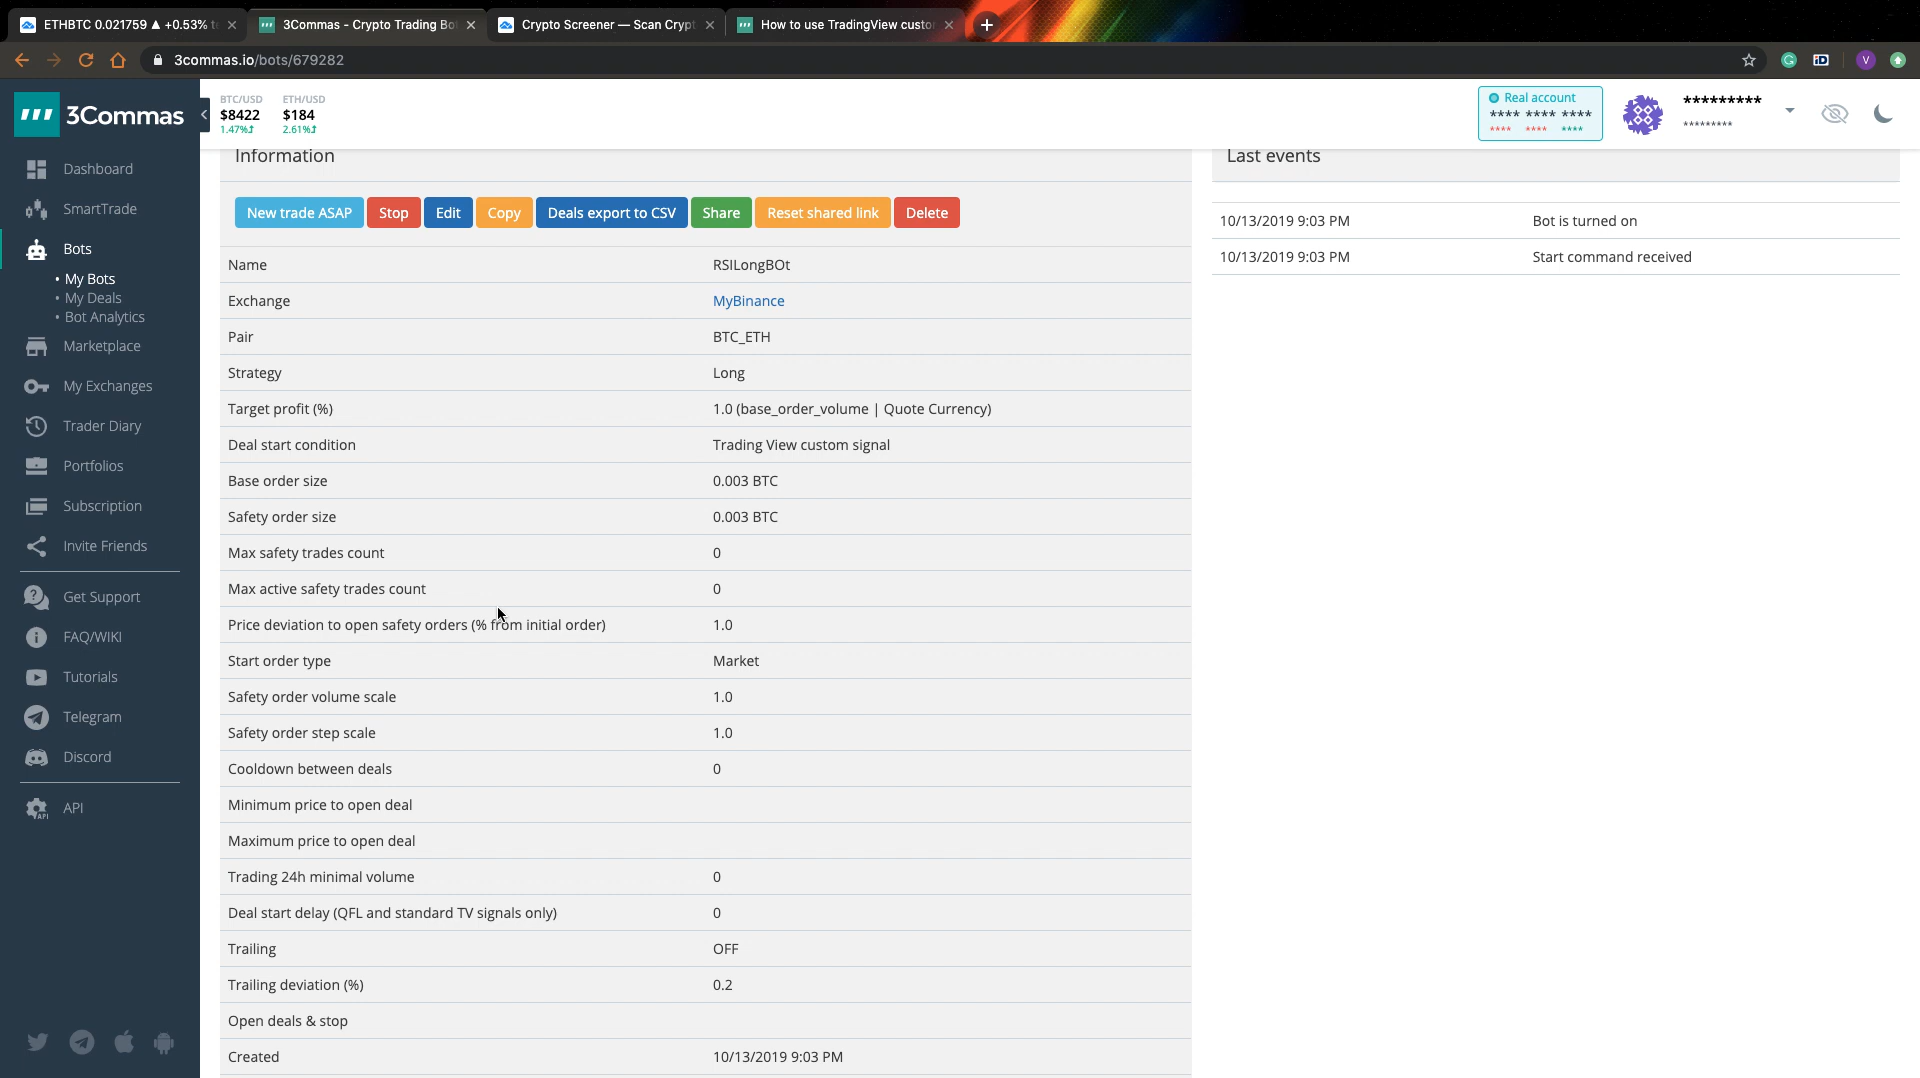 ETHBTC 0.021759 ▲ +0.53%
3Commas - Crypto Trading Bo
Crypto Screener — Scan Crypt
How to use TradingView custo
3commas.io/bots/679282
3Commas
BTC/USD
$8422
1.47%
ETH/USD
$184
2.61%
Real account
**** **** ****
**** **** ****
*********
*********
V
Dashboard
SmartTrade
Bots
• My Bots
• My Deals
• Bot Analytics
Marketplace
My Exchanges
Trader Diary
Portfolios
Subscription
Invite Friends
Get Support
FAQ/WIKI
Tutorials
Telegram
Discord
API
Information
New trade ASAP
Stop
Edit
Copy
Deals export to CSV
Share
Reset shared link
Delete
Name RSILongBOt
Exchange MyBinance
Pair BTC_ETH
Strategy Long
Target profit (%) 1.0 (base_order_volume | Quote Currency)
Deal start condition Trading View custom signal
Base order size 0.003 BTC
Safety order size 0.003 BTC
Max safety trades count 0
Max active safety trades count 0
Price deviation to open safety orders (% from initial order) 1.0
Start order type Market
Safety order volume scale 1.0
Safety order step scale 1.0
Cooldown between deals 0
Minimum price to open deal
Maximum price to open deal
Trading 24h minimal volume 0
Deal start delay (QFL and standard TV signals only) 0
Trailing OFF
Trailing deviation (%) 0.2
Open deals & stop
Created 10/13/2019 9:03 PM
Last events
10/13/2019 9:03 PM Bot is turned on
10/13/2019 9:03 PM Start command received